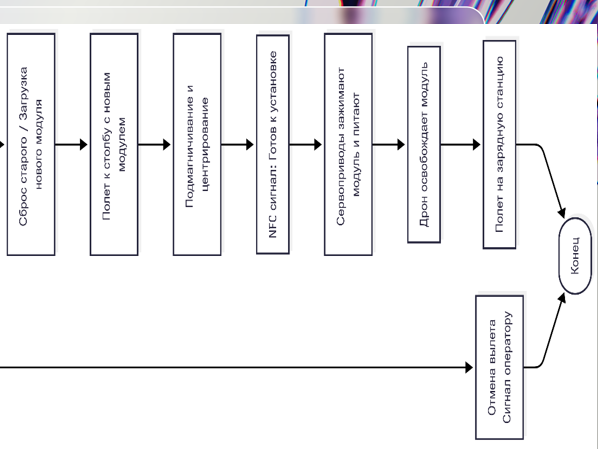 Сброс старого / Загрузка
нового модуля
Полет к столбу с новым
модулем
Подмагничивание и
центрирование
NFC сигнал: Готов к установке
Сервоприводы зажимают
модуль и питают
Дрон освобождает модуль
Полет на зарядную станцию
Конец
Отмена вылета
Сигнал оператору